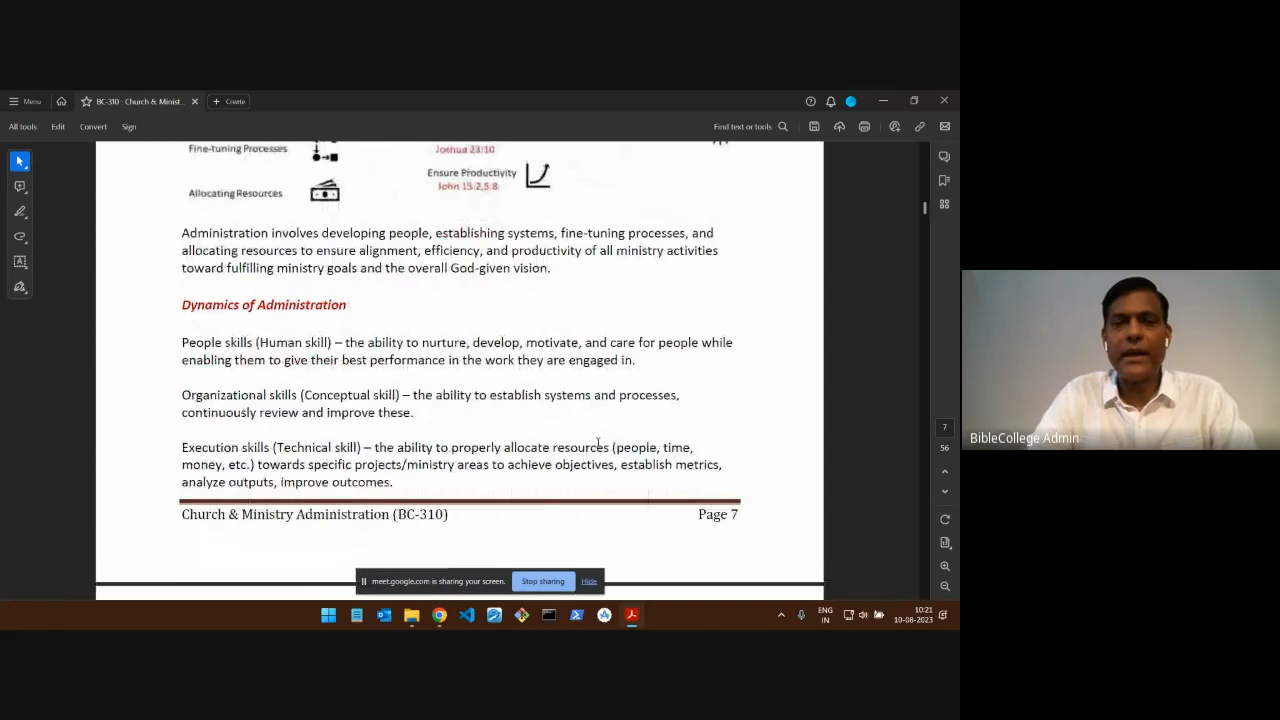 Menu
BC-310 : Church & Minist...
Create
All tools
Edit
Convert
Sign
Find text or tools
Fine-tuning Processes
Joshua 23:10
Ensure Productivity
John 15:2,5,8
Allocating Resources
Administration involves developing people, establishing systems, fine-tuning processes, and
allocating resources to ensure alignment, efficiency, and productivity of all ministry activities
toward fulfilling ministry goals and the overall God-given vision.
Dynamics of Administration
People skills (Human skill) – the ability to nurture, develop, motivate, and care for people while
enabling them to give their best performance in the work they are engaged in.
Organizational skills (Conceptual skill) – the ability to establish systems and processes,
continuously review and improve these.
Execution skills (Technical skill) – the ability to properly allocate resources (people, time,
money, etc.) towards specific projects/ministry areas to achieve objectives, establish metrics,
analyze outputs, improve outcomes.
Church & Ministry Administration (BC-310)
Page 7
7
56
meet.google.com is sharing your screen.
Stop sharing
Hide
ENG
IN
10:21
10-08-2023
BibleCollege Admin